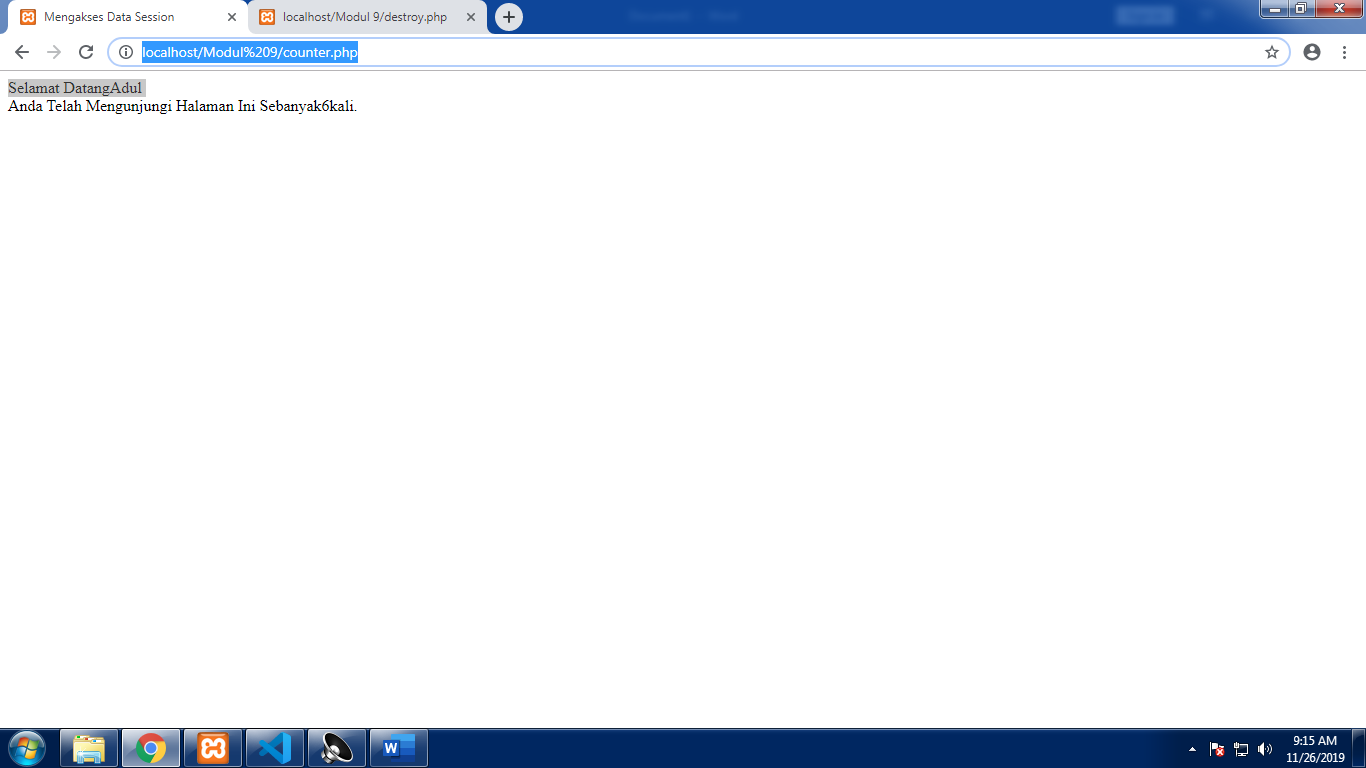 Mengakses Data Session
localhost/Modul 9/destroy.php
localhost/Modul%209/counter.php
Selamat DatangAdul
Anda Telah Mengunjungi Halaman Ini Sebanyak6kali.
9:15 AM
11/26/2019